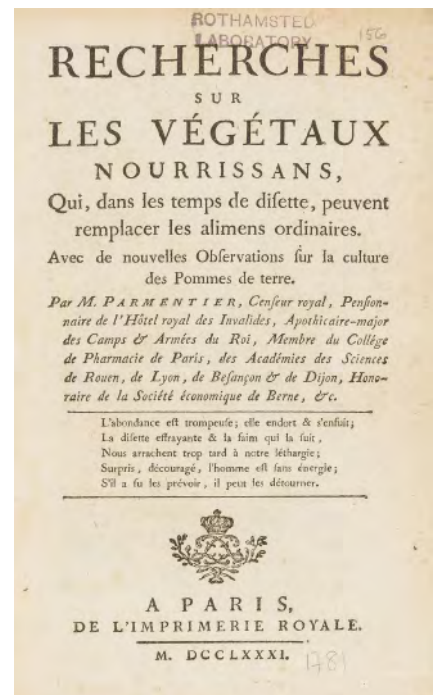 ROTHAMSTED
LABORATORY
156
RECHERCHES
SUR
LES VÉGÉTAUX
NOURRISSANS,
Qui, dans les temps de diſette, peuvent
remplacer les alimens ordinaires.
Avec de nouvelles Obſervations ſur la culture
des Pommes de terre.
Par M. PARMENTIER, Cenſeur royal, Penſion-
naire de l'Hôtel royal des Invalides, Apothicaire-major
des Camps & Armées du Roi, Membre du Collége
de Pharmacie de Paris, des Académies des Sciences
de Rouen, de Lyon, de Beſançon & de Dijon, Hono-
raire de la Société économique de Berne, &c.
L'abondance eſt trompeuſe; elle endort & s'enfuit;
La diſette effrayante & la faim qui la ſuit,
Nous arrachent trop tard à notre léthargie;
Surpris, découragé, l'homme eſt ſans énergie;
S'il a ſu les prévoir, il peut les détourner.
A PARIS,
DE L'IMPRIMERIE ROYALE.
M. DCCLXXXI.
1781